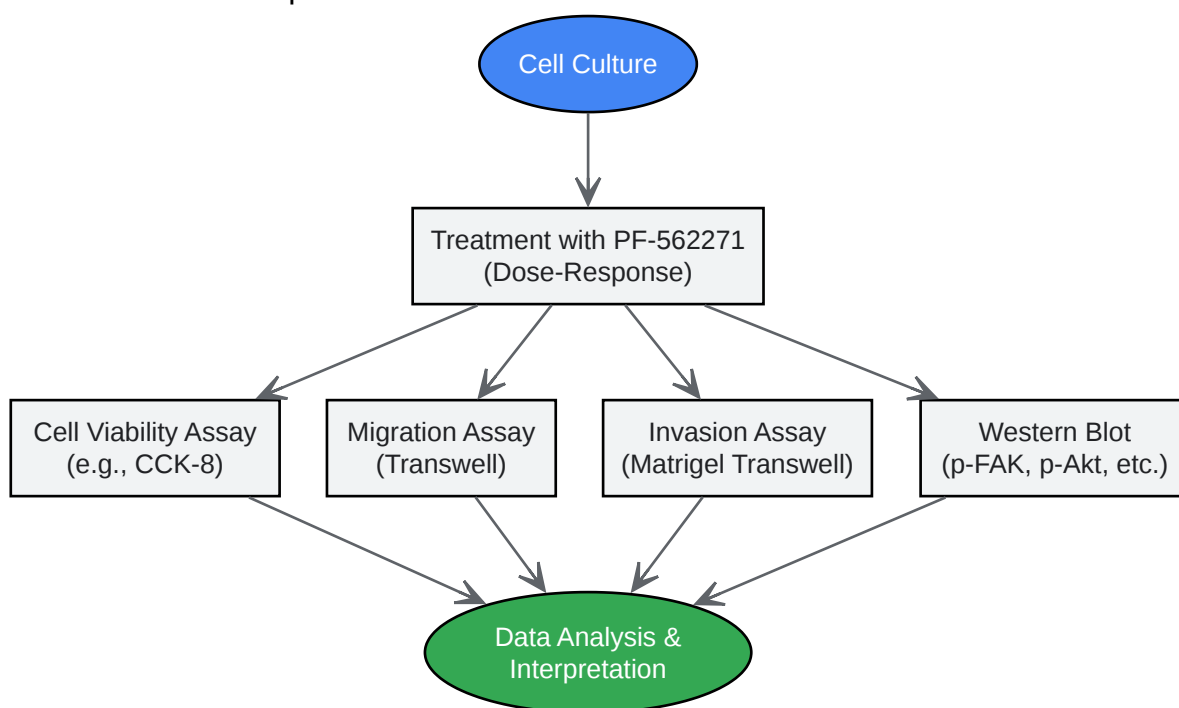 Cell Culture
Treatment with PF-562271
(Dose-Response)
Cell Viability Assay
(e.g., CCK-8)
Migration Assay
(Transwell)
Invasion Assay
(Matrigel Transwell)
Western Blot
(p-FAK, p-Akt, etc.)
Data Analysis &
Interpretation